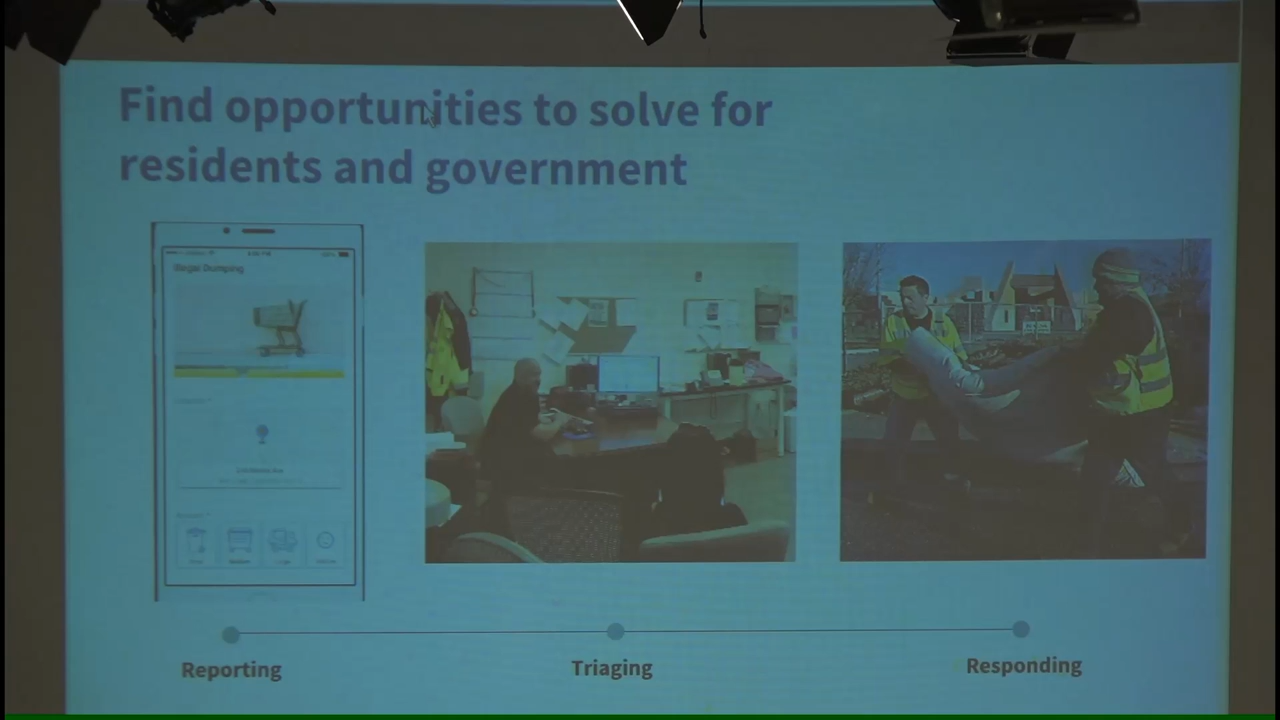 Find opportunities to solve for
residents and government
Illegal Dumping
Reporting
Triaging
Responding